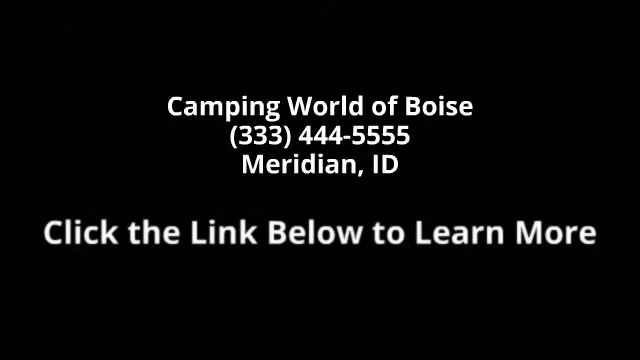 Camping World of Boise
(333) 444-5555
Meridian, ID
Click the Link Below to Learn More